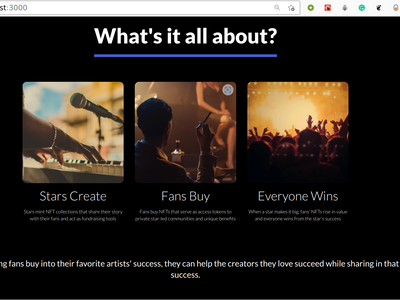 st:3000
What's it all about?
Stars Create
Fans Buy
Everyone Wins
Stars mint NFT collections that share their story
with their fans and act as fundraising tools
Fans buy NFTs that serve as access tokens to
private star-led communities and unique benefits
When a star makes it big, fans' NFTs rise in value
and everyone wins from the star's success
ng fans buy into their favorite artists' success, they can help the creators they love succeed while sharing in that
success.